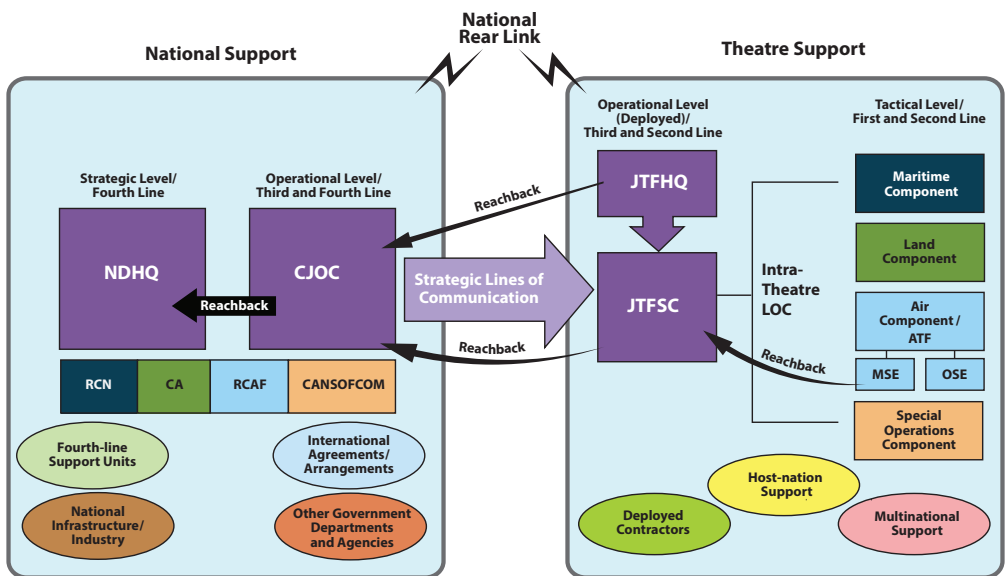 National
Rear Link
National Support
Theatre Support
Strategic Level/
Fourth Line
Operational Level/
Third and Fourth Line
NDHQ
CJOC
Reachback
RCN
CA
RCAF
CANSOFCOM
Fourth-line
Support Units
International
Agreements/
Arrangements
National
Infrastructure/
Industry
Other Government
Departments
and Agencies
Reachback
Strategic Lines of
Communication
Reachback
Operational Level
(Deployed)/
Third and Second Line
JTFHQ
JTFSC
Intra-
Theatre
LOC
Tactical Level/
First and Second Line
Maritime
Component
Land
Component
Air
Component /
ATF
MSE
OSE
Reachback
Special
Operations
Component
Host-nation
Support
Deployed
Contractors
Multinational
Support